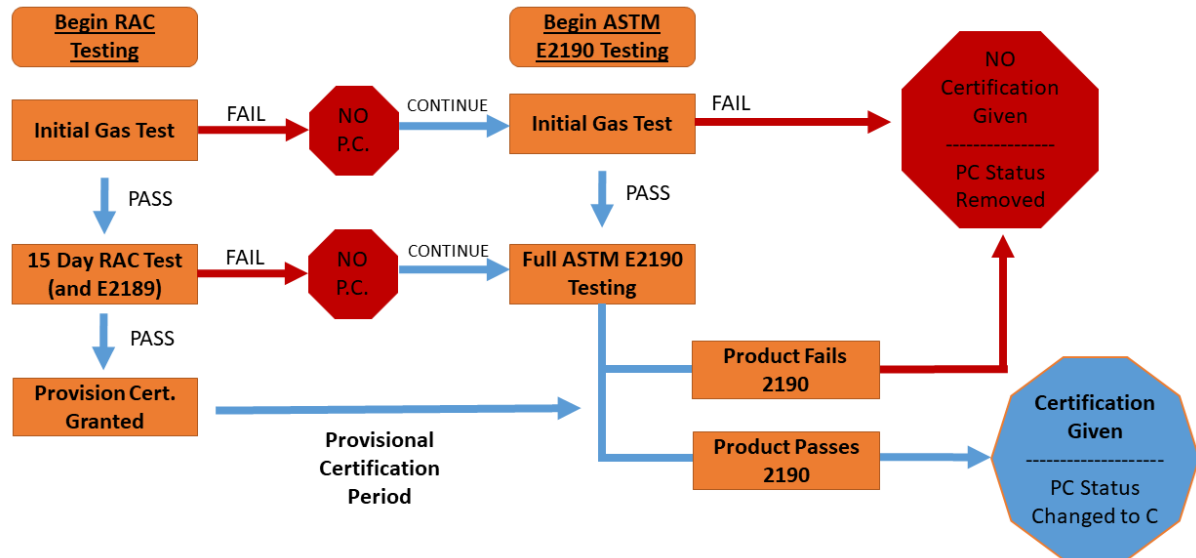 Begin RAC
Testing
Begin ASTM
E2190 Testing
Initial Gas Test
FAIL
NO
P.C.
CONTINUE
Initial Gas Test
FAIL
NO
Certification
Given
----------------
PC Status
Removed
PASS
PASS
15 Day RAC Test
(and E2189)
FAIL
NO
P.C.
CONTINUE
Full ASTM E2190
Testing
PASS
Provision Cert.
Granted
Provisional
Certification
Period
Product Fails
2190
Product Passes
2190
Certification
Given
--------------------
PC Status
Changed to C